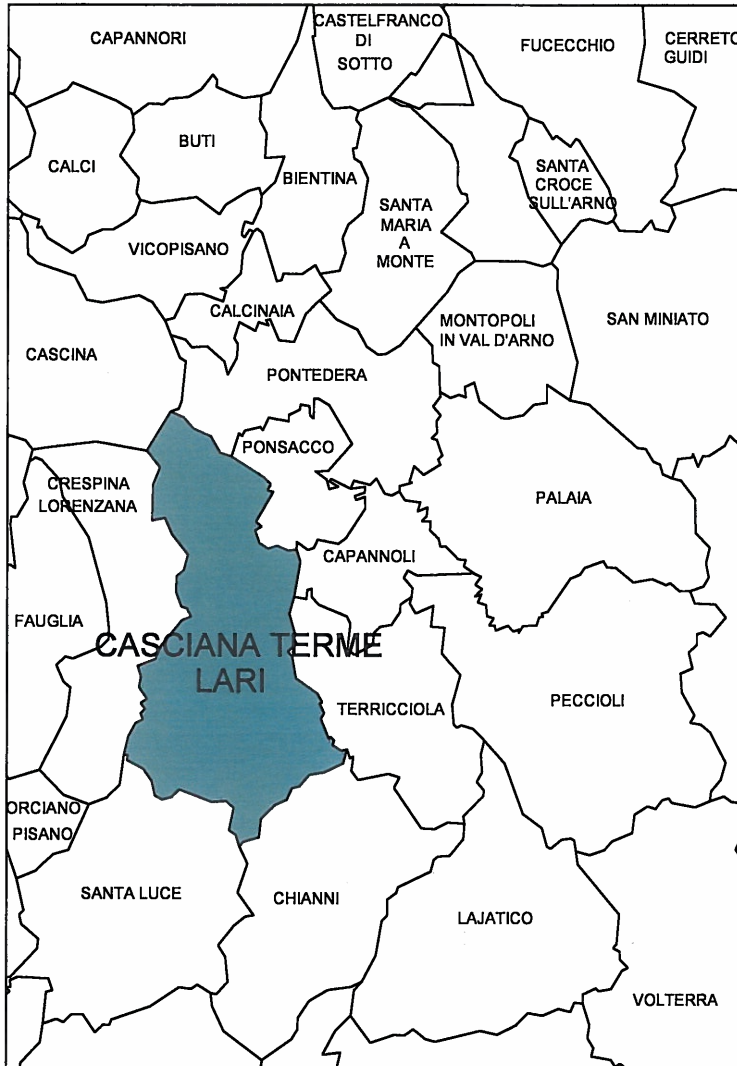 CAPANNORI
CASTELFRANCO
DI
SOTTO
FUCECCHIO
CERRETO
GUIDI
CALCI
BUTI
BIENTINA
SANTA
CROCE
SULL'ARNO
SANTA
MARIA
A
MONTE
VICOPISANO
CALCINAIA
MONTOPOLI
IN VAL D'ARNO
SAN MINIATO
CASCINA
PONTEDERA
PONSACCO
CRESPINA
LORENZANA
PALAIA
CAPANNOLI
FAUGLIA
CASCIANA TERME
LARI
TERRICCIOLA
PECCIOLI
ORCIANO
PISANO
SANTA LUCE
CHIANNI
LAJATICO
VOLTERRA